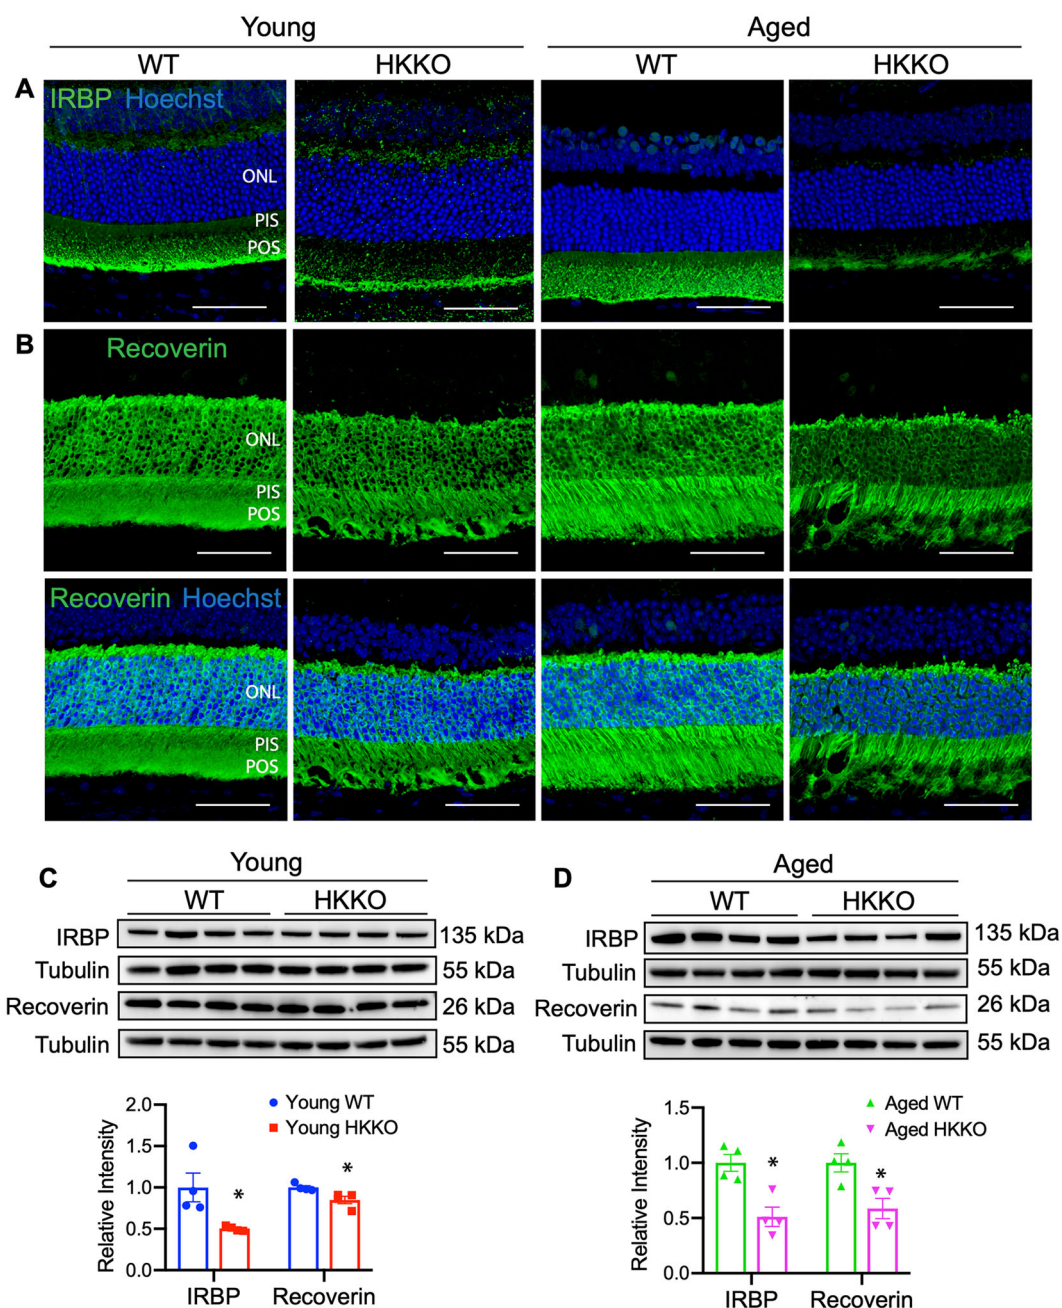 Young Aged
WT HKKO WT HKKO
A
IRBP Hoechst
ONL
PIS
POS
B
Recoverin
ONL
PIS
POS
Recoverin Hoechst
ONL
PIS
POS
C
Young
WT HKKO
IRBP 135 kDa
Tubulin 55 kDa
Recoverin 26 kDa
Tubulin 55 kDa
Relative Intensity
2.0
1.5
1.0
0.5
0.0
Young WT
Young HKKO
* *
IRBP Recoverin
D
Aged
WT HKKO
IRBP 135 kDa
Tubulin 55 kDa
Recoverin 26 kDa
Tubulin 55 kDa
Relative Intensity
1.5
1.0
0.5
0.0
Aged WT
Aged HKKO
* *
IRBP Recoverin